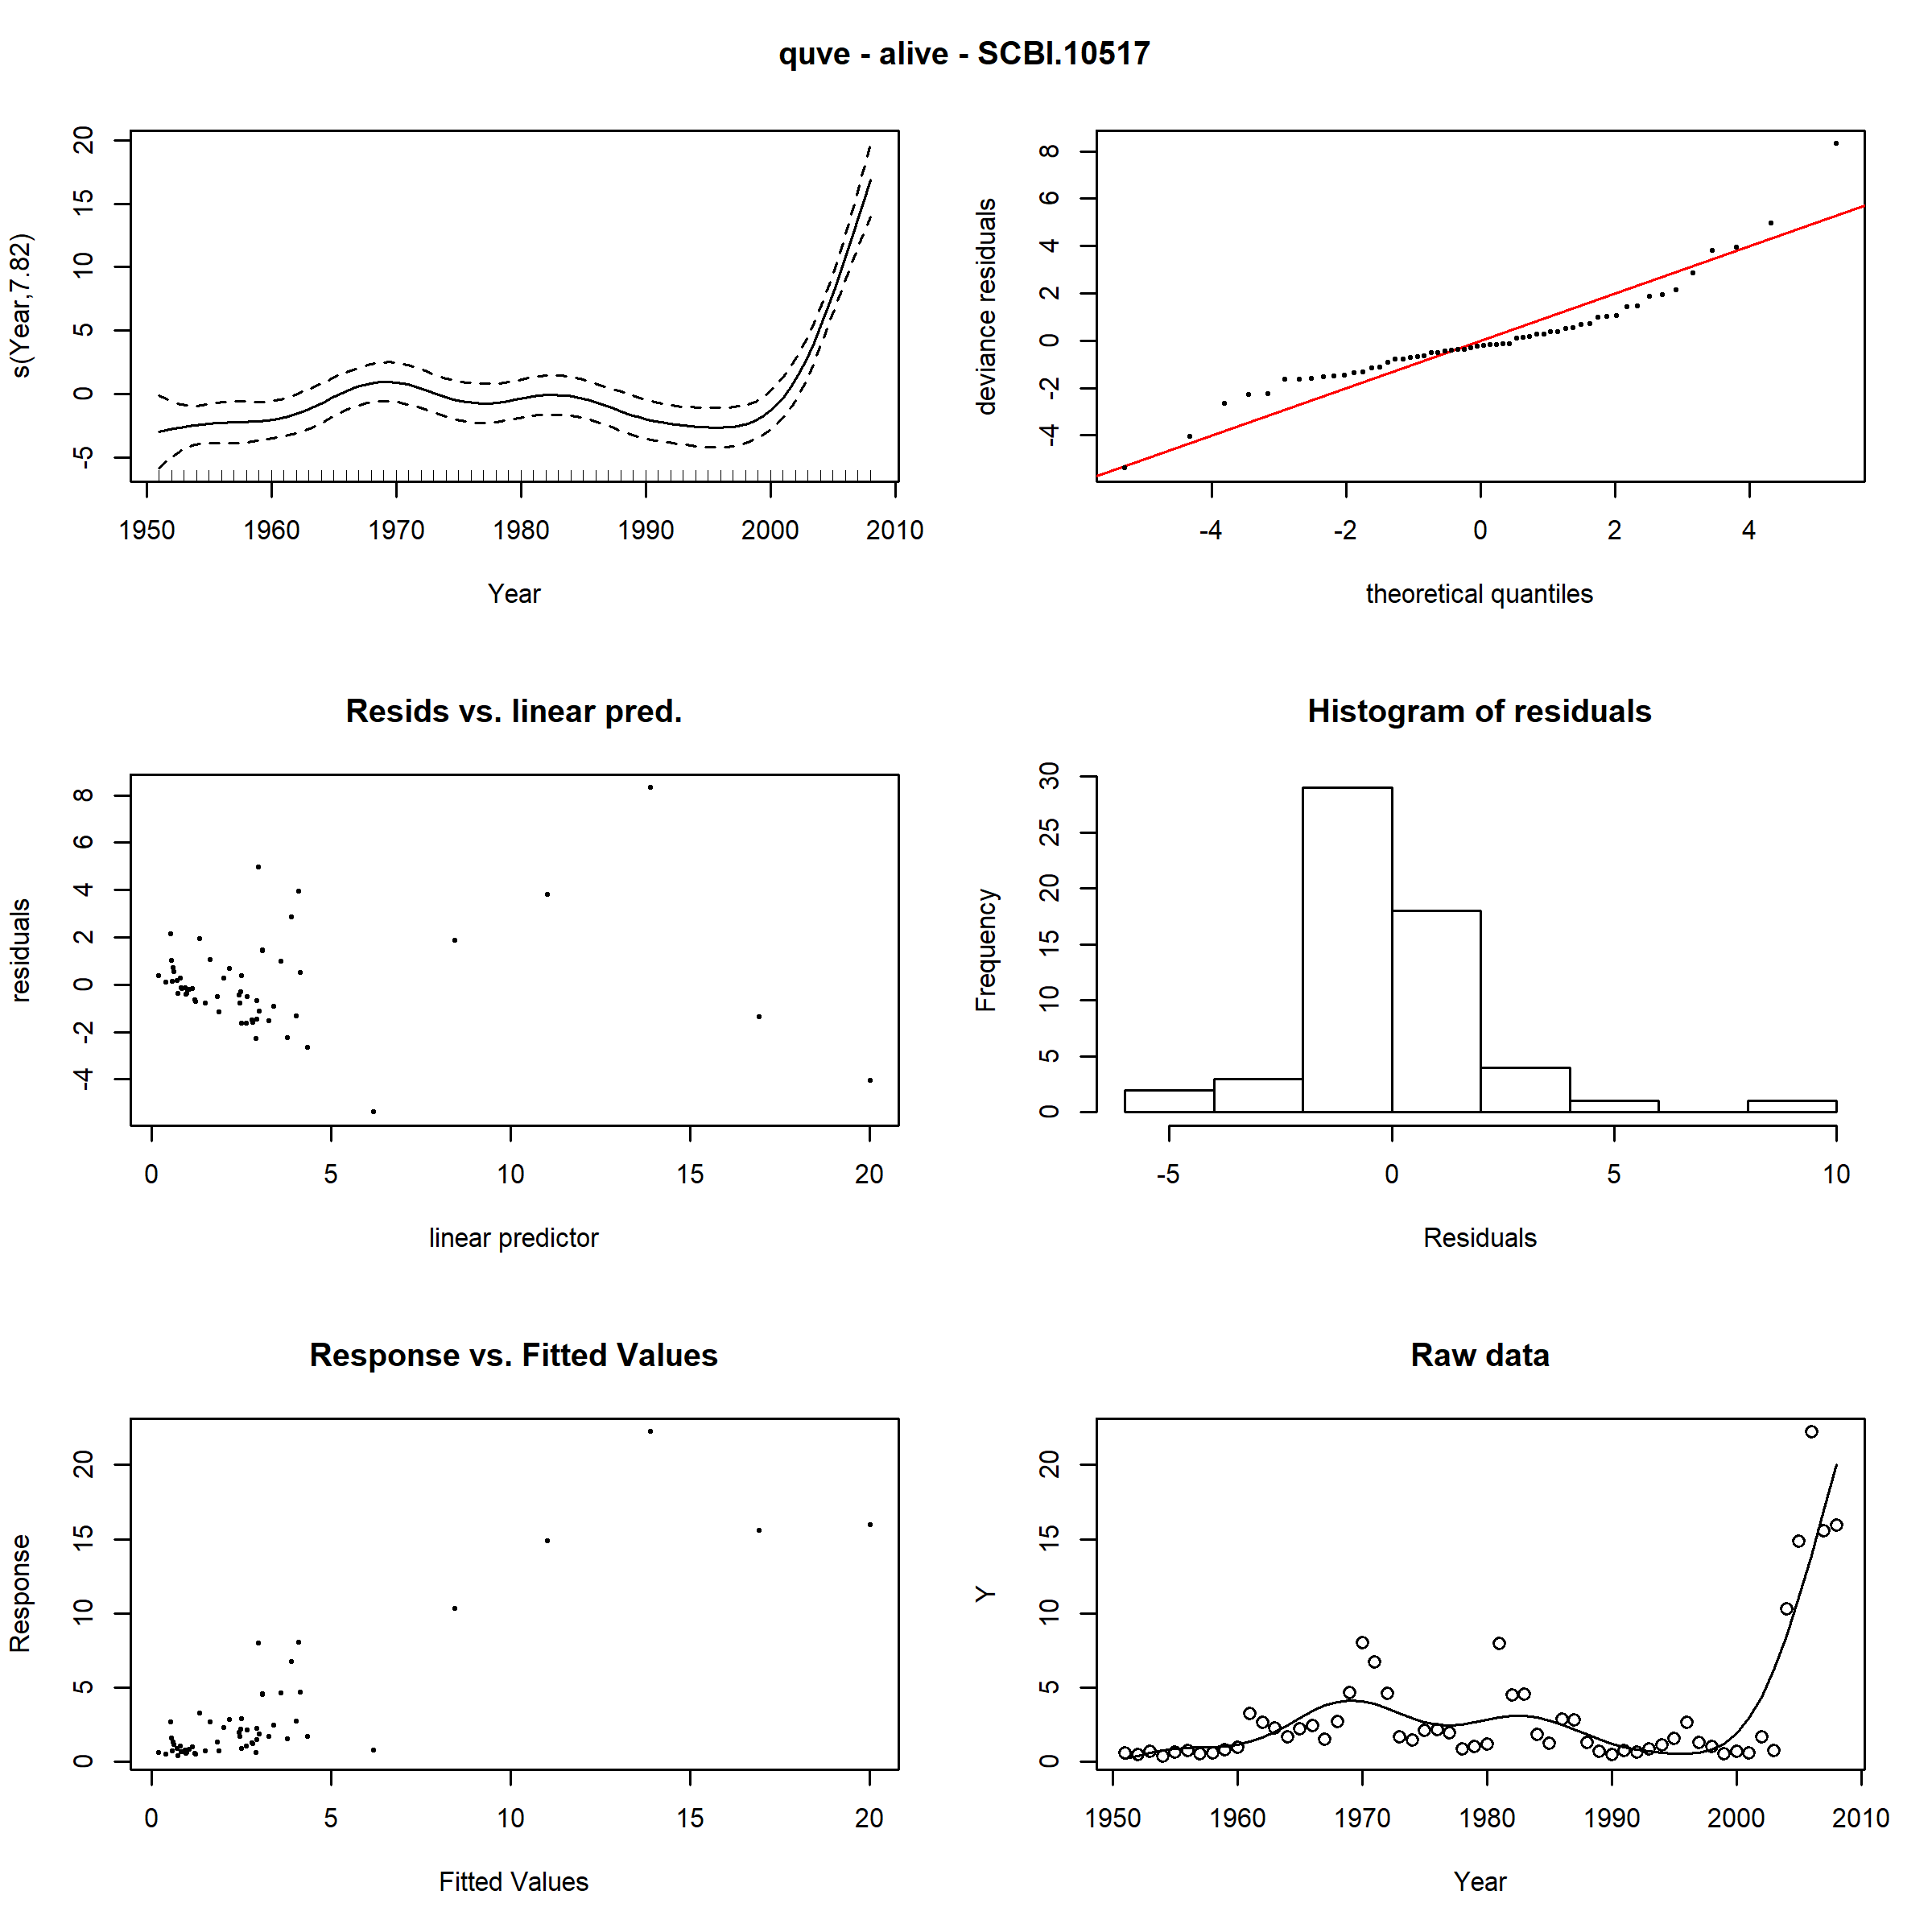 quve - alive - SCBI.10517
s(Year,7.82)
-5 0 5 10 15 20
1950 1960 1970 1980 1990 2000 2010
Year
deviance residuals
-4 -2 0 2 4 6 8
-4 -2 0 2 4
theoretical quantiles
Resids vs. linear pred.
residuals
-4 -2 0 2 4 6 8
0 5 10 15 20
linear predictor
Histogram of residuals
Frequency
0 5 10 15 20 25 30
-5 0 5 10
Residuals
Response vs. Fitted Values
Response
0 5 10 15 20
0 5 10 15 20
Fitted Values
Raw data
Y
0 5 10 15 20
1950 1960 1970 1980 1990 2000 2010
Year